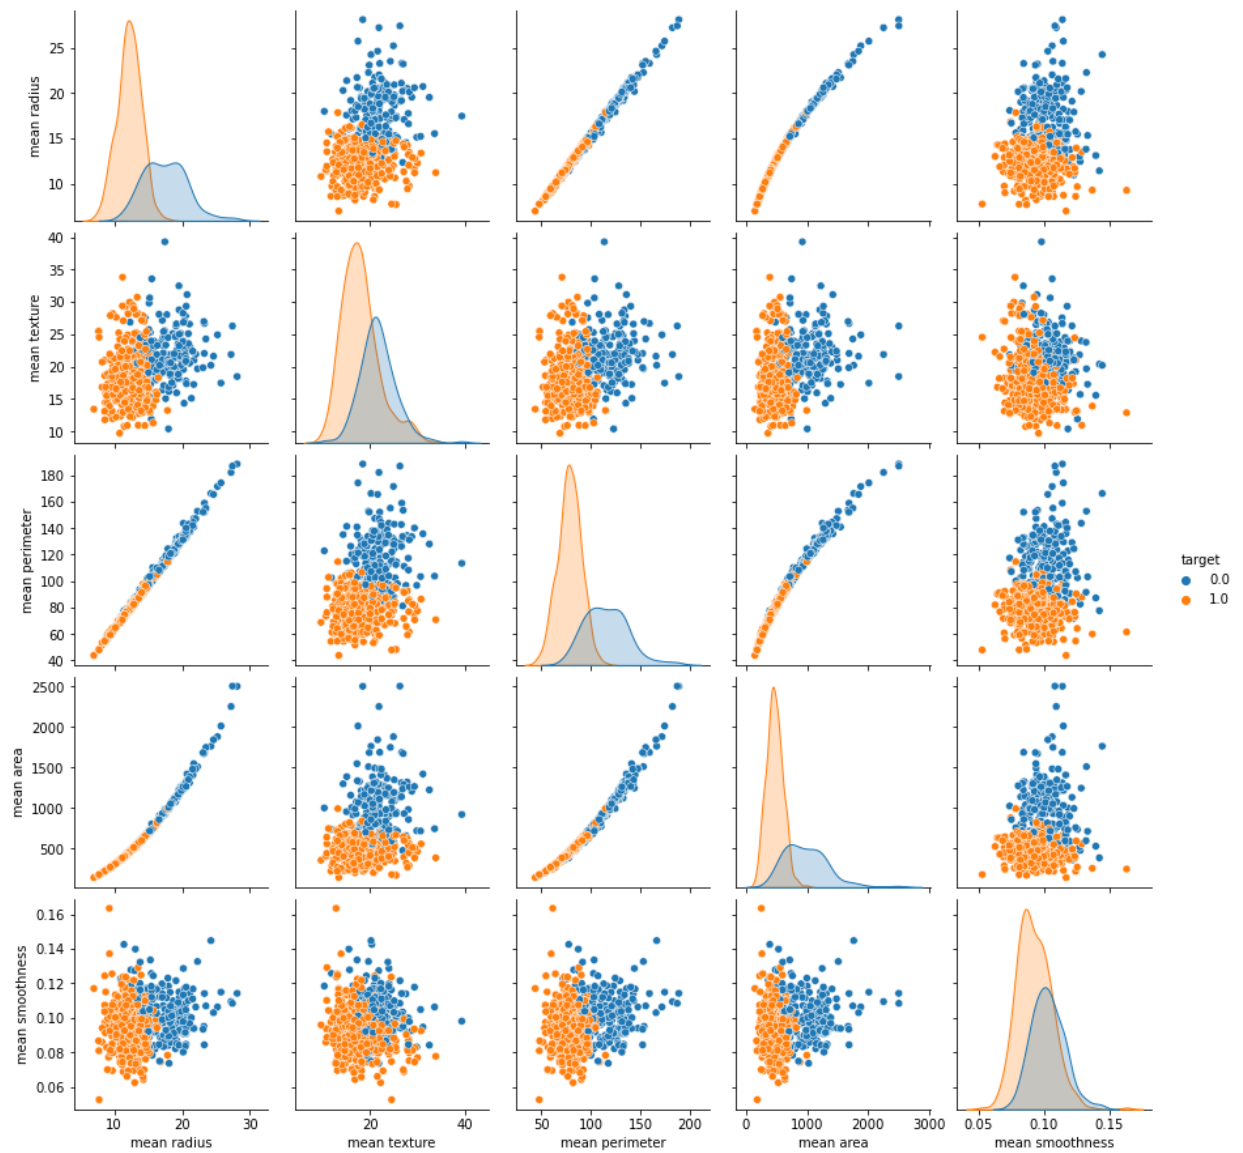 25
20
15
10
mean radius
40
35
30
25
20
15
10
mean texture
180
160
140
120
100
80
60
40
mean perimeter
target
0.0
1.0
2500
2000
1500
1000
500
mean area
0.16
0.14
0.12
0.10
0.08
0.06
mean smoothness
10 20 30
20 40
50 100 150 200
0 1000 2000 3000
0.05 0.10 0.15
mean radius
mean texture
mean perimeter
mean area
mean smoothness